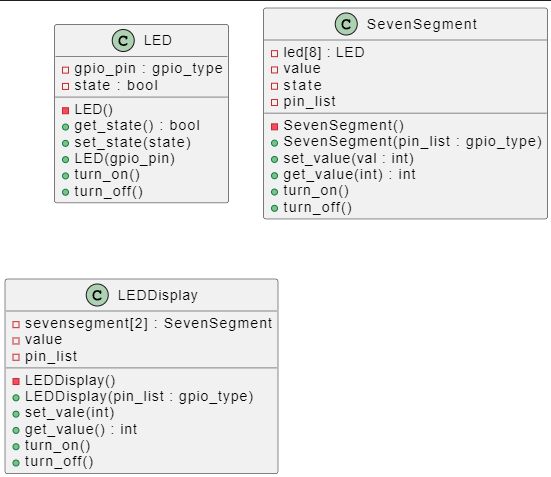 C LED
gpio_pin : gpio_type
state : bool
LED()
get_state() : bool
set_state(state)
LED(gpio_pin)
turn_on()
turn_off()
C SevenSegment
led[8] : LED
value
state
pin_list
SevenSegment()
SevenSegment(pin_list : gpio_type)
set_value(val : int)
get_value(int) : int
turn_on()
turn_off()
C LEDDisplay
sevensegment[2] : SevenSegment
value
pin_list
LEDDisplay()
LEDDisplay(pin_list : gpio_type)
set_vale(int)
get_value() : int
turn_on()
turn_off()